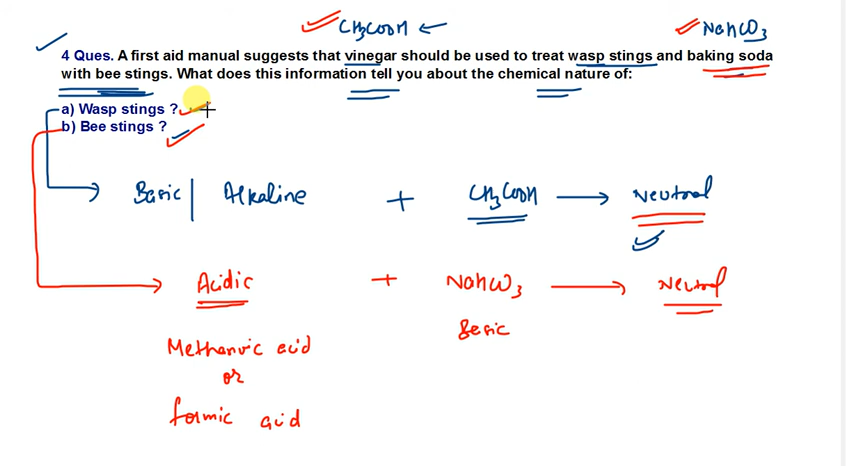 CH3COOH ← NaHCO3
4 Ques. A first aid manual suggests that vinegar should be used to treat wasp stings and baking soda
with bee stings. What does this information tell you about the chemical nature of:
a) Wasp stings ?
b) Bee stings ?
Basic | Alkaline + CH3COOH → Neutral
Acidic + NaHCO3 → Neutral
Basic
Methanoic acid
or
formic acid